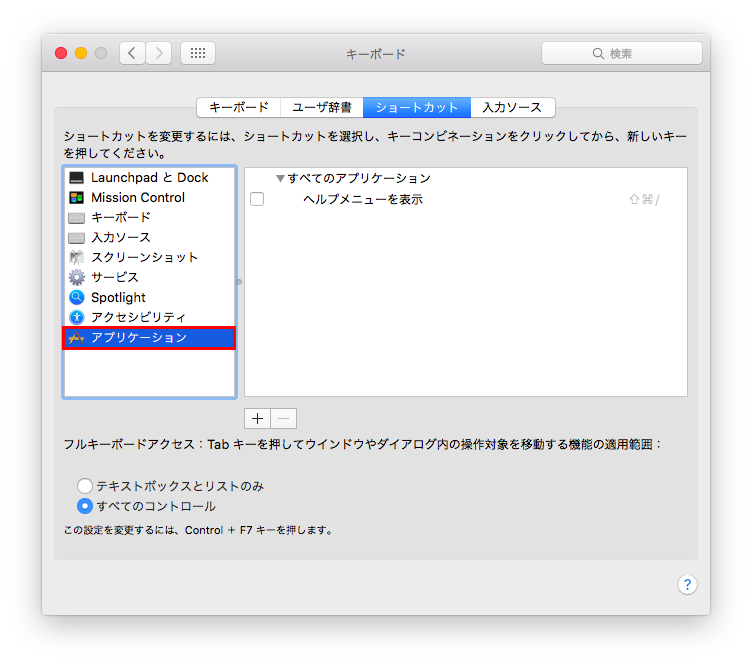 キーボード
検索
キーボード
ユーザ辞書
ショートカット
入力ソース
ショートカットを変更するには、ショートカットを選択し、キーコンビネーションをクリックしてから、新しいキー
を押してください。
Launchpad と Dock
Mission Control
キーボード
入力ソース
スクリーンショット
サービス
Spotlight
アクセシビリティ
アプリケーション
▼すべてのアプリケーション
ヘルプメニューを表示
⇧⌘/
+
−
フルキーボードアクセス：Tab キーを押してウインドウやダイアログ内の操作対象を移動する機能の適用範囲：
テキストボックスとリストのみ
すべてのコントロール
この設定を変更するには、Control + F7 キーを押します。
?